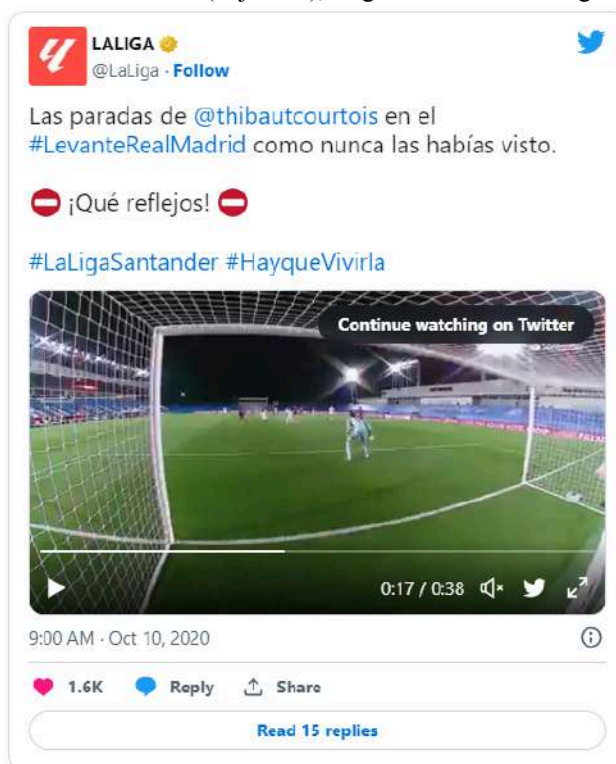 LALIGA
@LaLiga · Follow
Las paradas de @thibautcourtois en el
#LevanteRealMadrid como nunca las habías visto.
⛔ ¡Qué reflejos! ⛔
#LaLigaSantander #HayqueVivirla
Continue watching on Twitter
0:17 / 0:38
9:00 AM · Oct 10, 2020
1.6K Reply Share
Read 15 replies